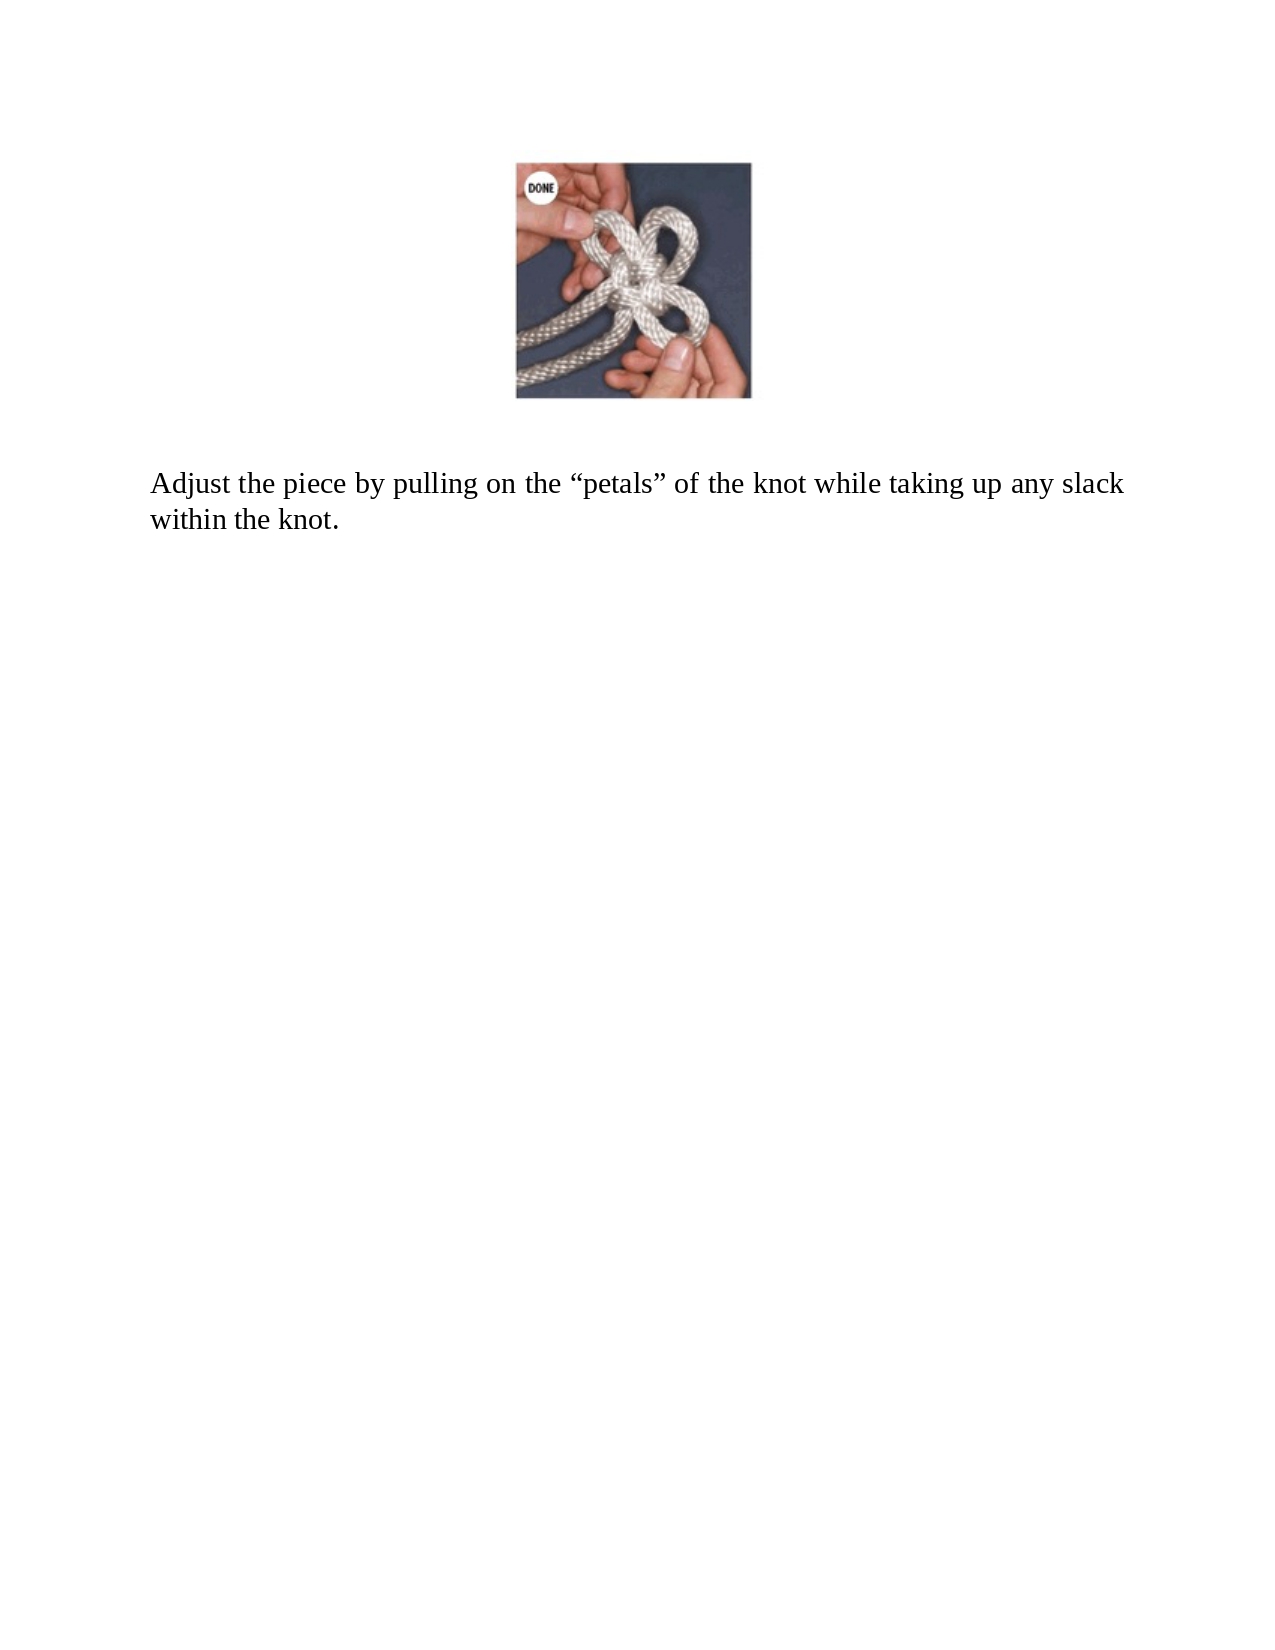 DONE
Adjust the piece by pulling on the “petals” of the knot while taking up any slack
within the knot.